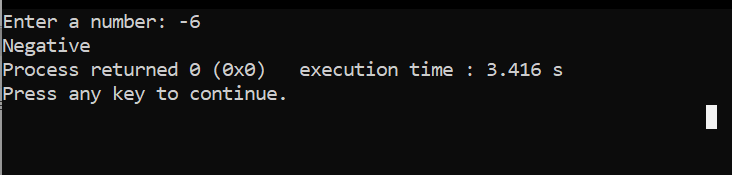 Enter a number: -6
Negative
Process returned 0 (0x0)   execution time : 3.416 s
Press any key to continue.